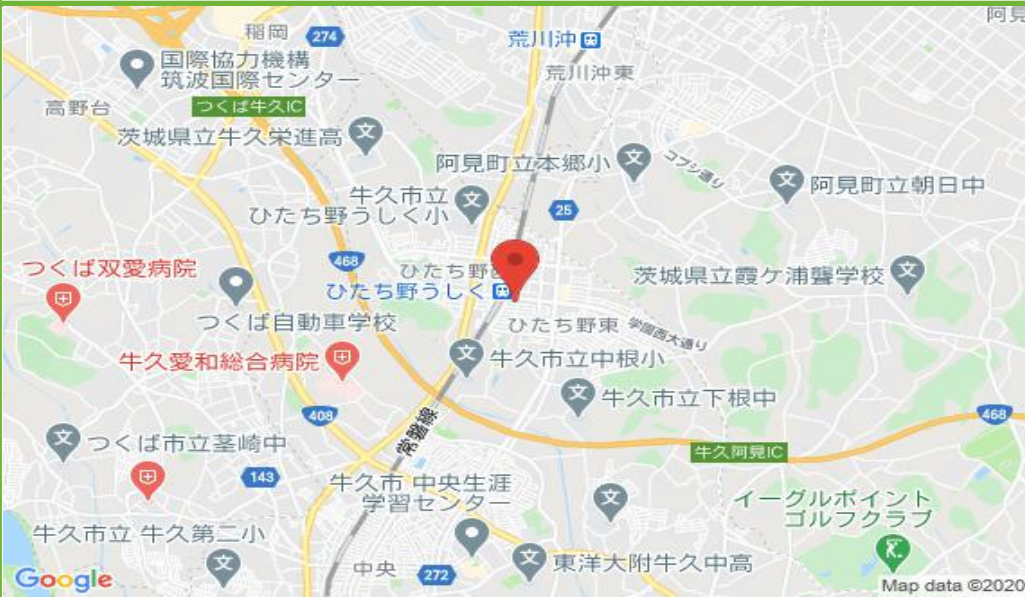 阿見
稲岡
274
荒川沖
国際協力機構
筑波国際センター
荒川沖東
高野台
つくば牛久IC
茨城県立牛久栄進高
阿見町立本郷小
コブシ通り
阿見町立朝日中
牛久市立
ひたち野うしく小
25
468
つくば双愛病院
ひたち野
茨城県立霞ケ浦聾学校
ひたち野うしく
つくば自動車学校
ひたち野東
学園西大通り
牛久愛和総合病院
牛久市立中根小
牛久市立下根中
408
468
常磐線
つくば市立茎崎中
牛久阿見IC
143
牛久市 中央生涯
学習センター
イーグルポイント
ゴルフクラブ
牛久市立 牛久第二小
中央
272
東洋大附牛久中高
Google
Map data ©2020